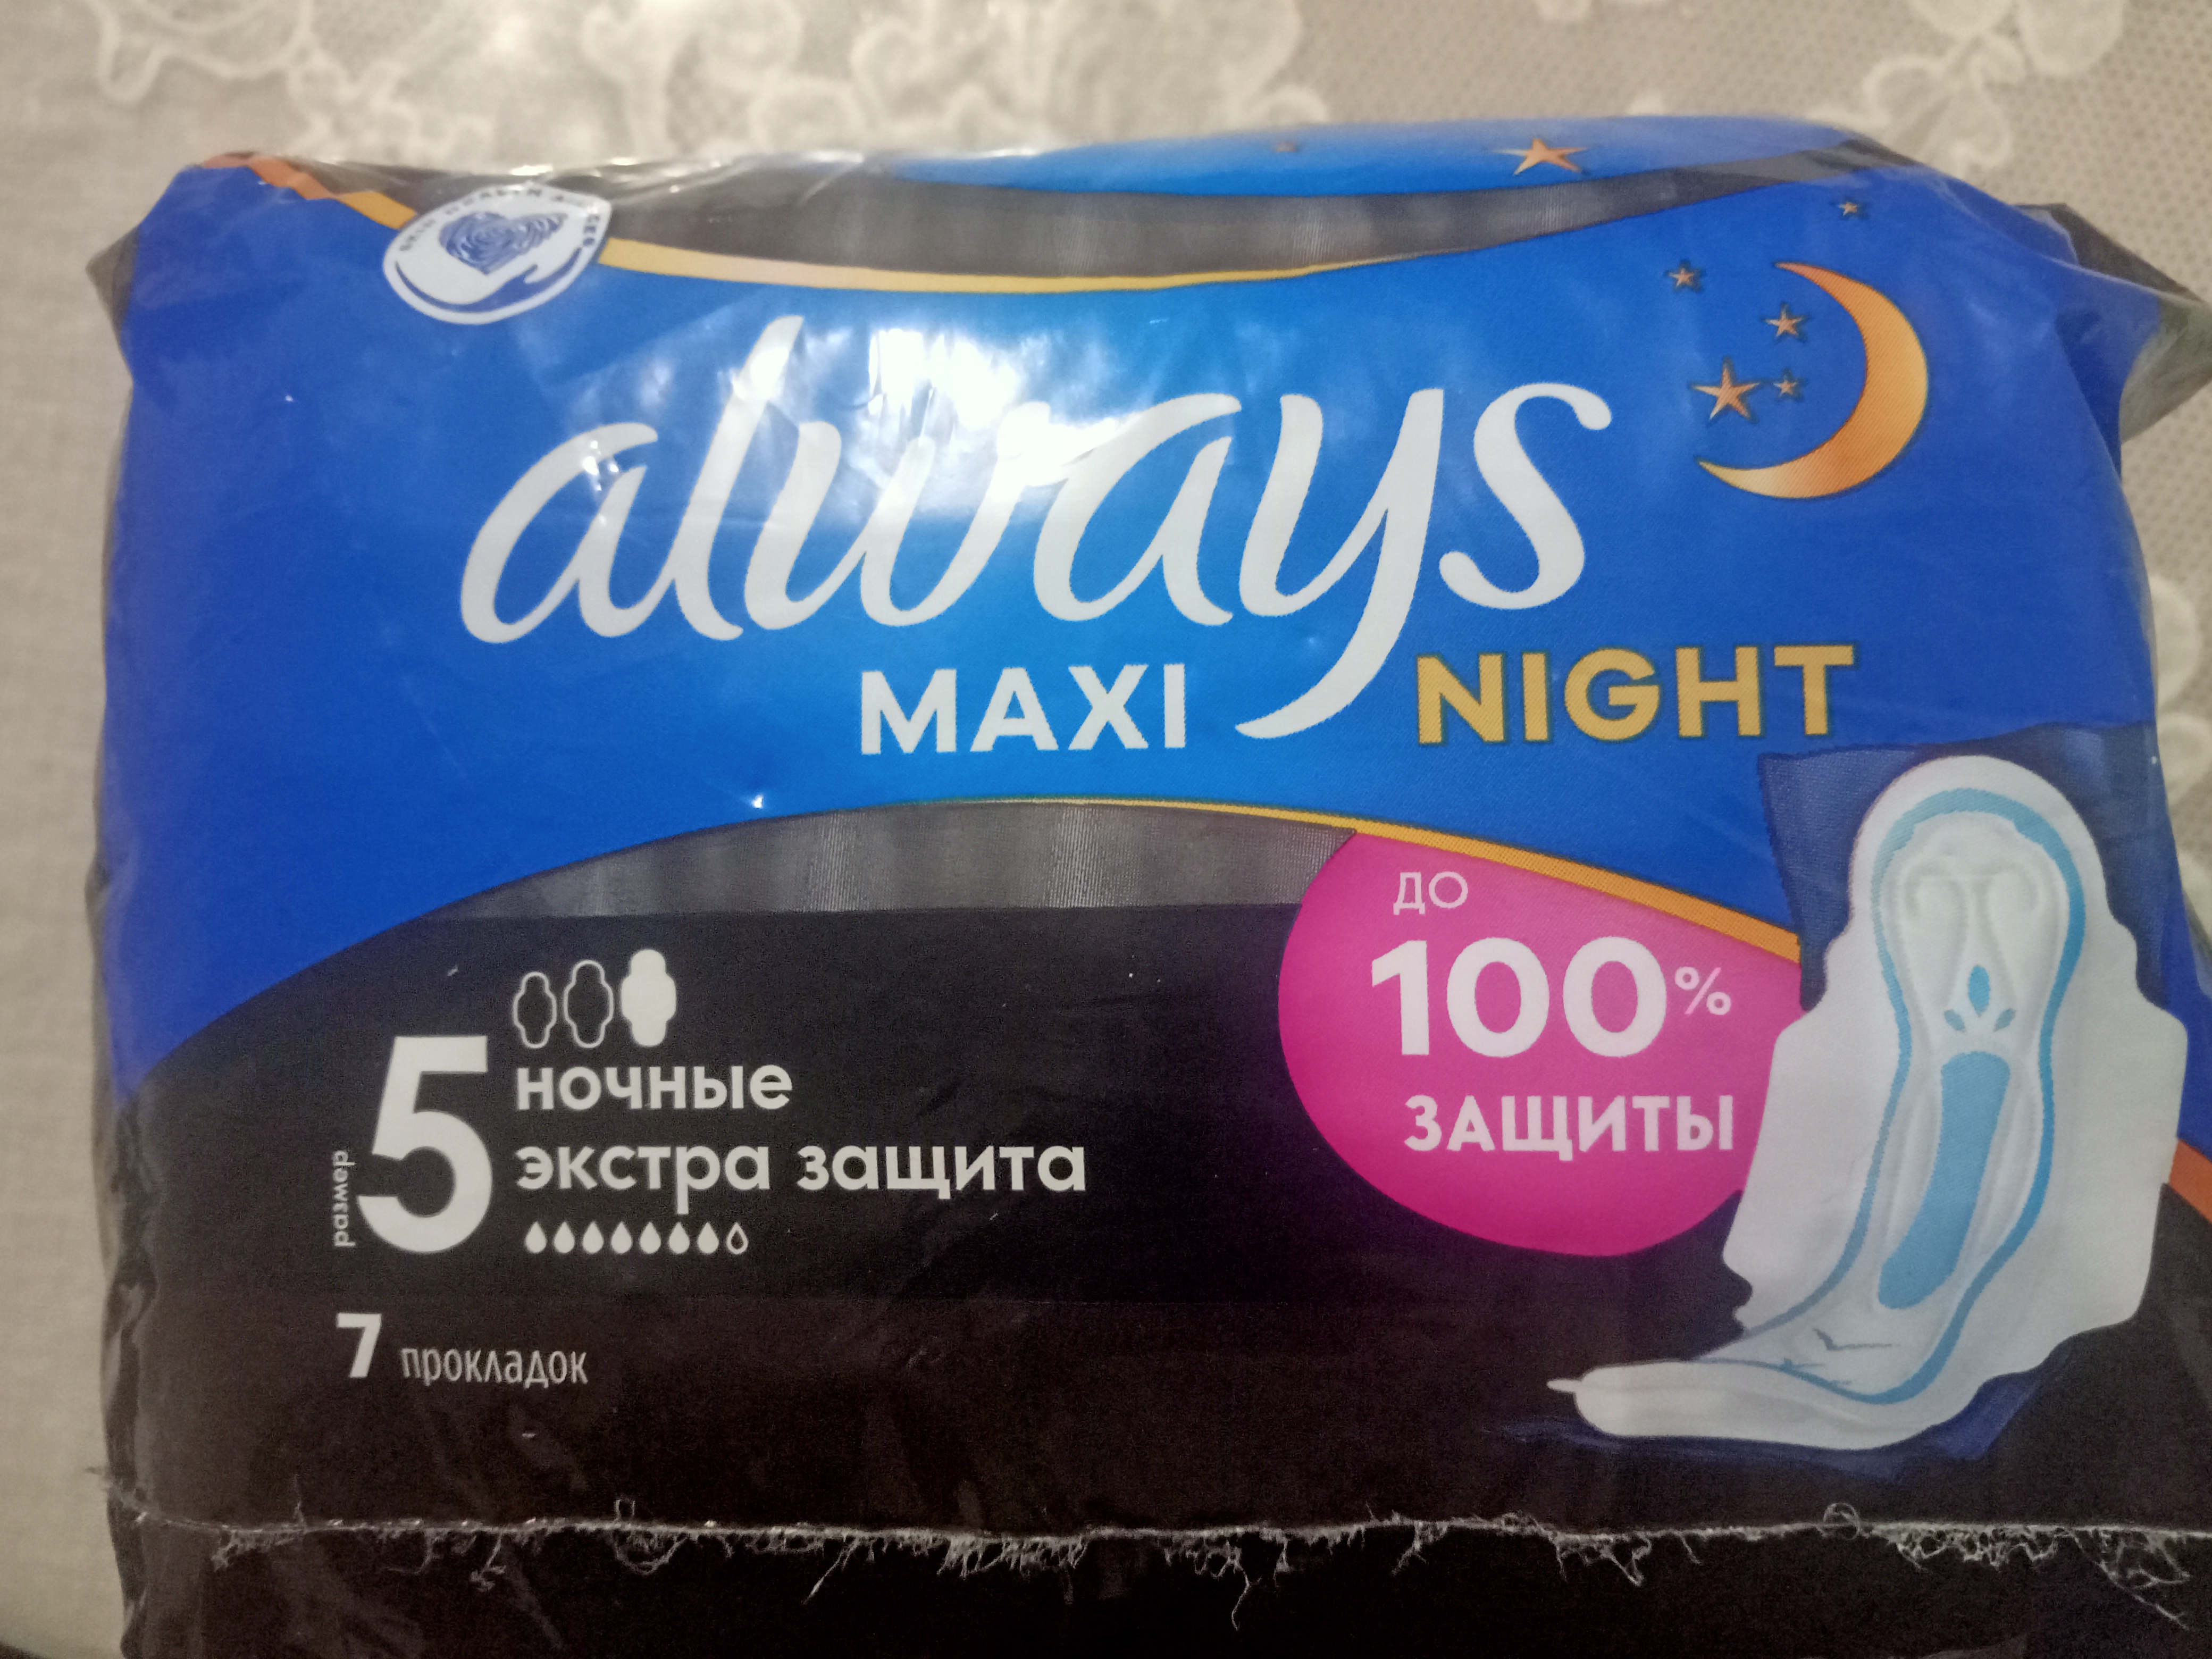 always
MAXI NIGHT
ДО
100%
ЗАЩИТЫ
размер
5
ночные
экстра защита
7 прокладок